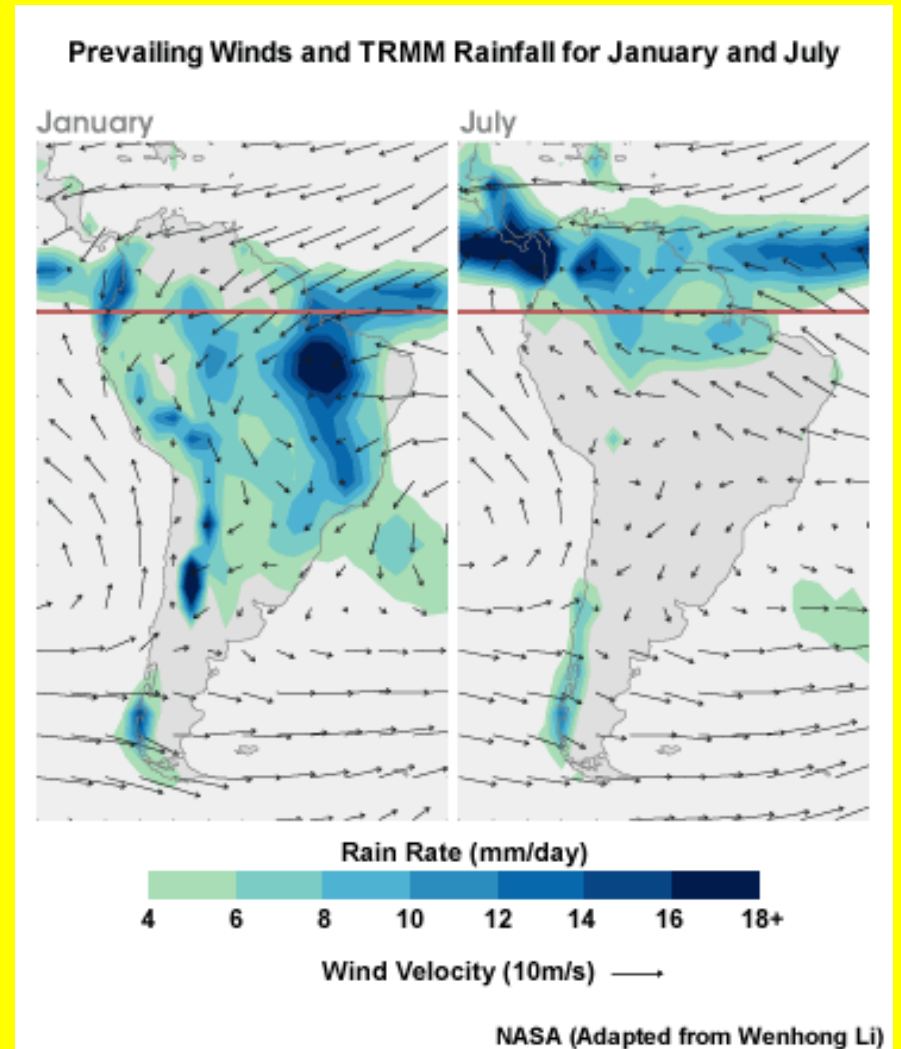 Prevailing Winds and TRMM Rainfall for January and July
January
July
Rain Rate (mm/day)
4 6 8 10 12 14 16 18+
Wind Velocity (10m/s)
NASA (Adapted from Wenhong Li)